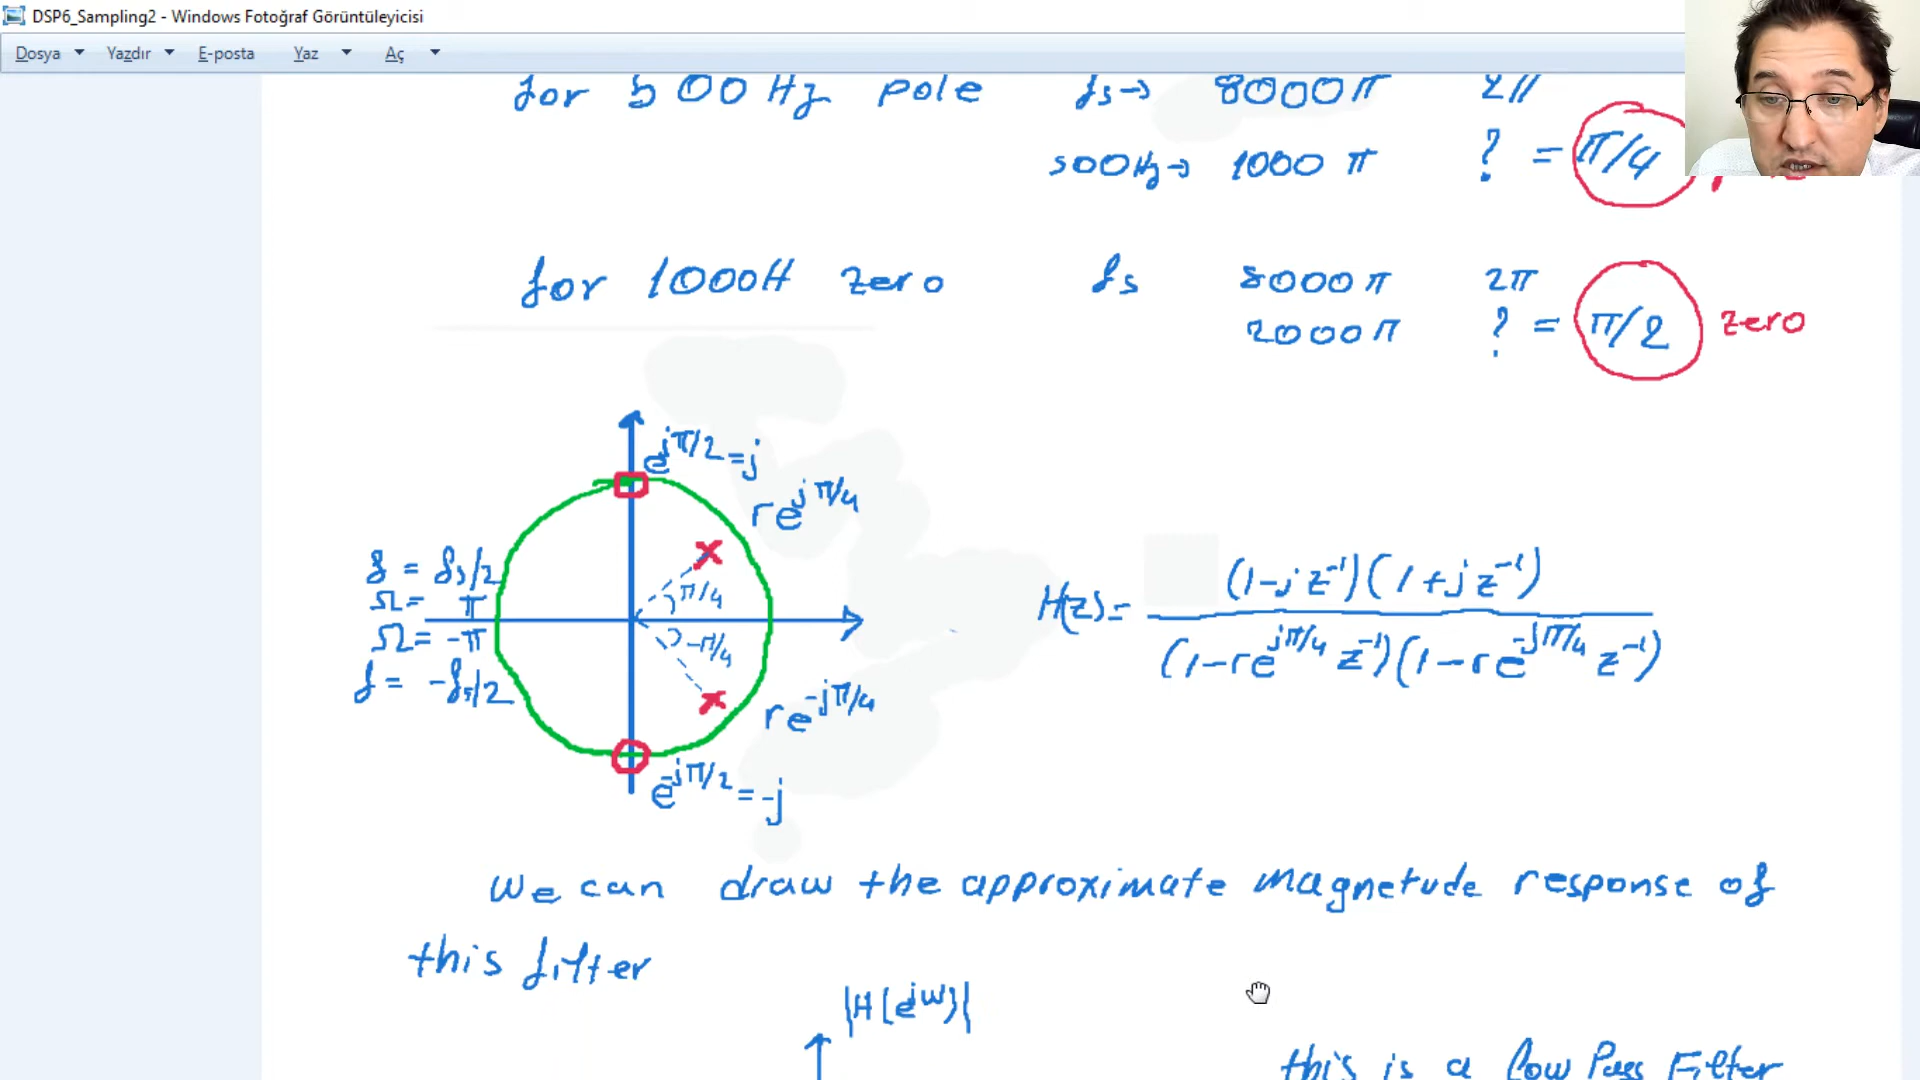 DSP6_Sampling2 - Windows Fotoğraf Görüntüleyicisi
Dosya Yazdır E-posta Yaz Aç
for 500Hz pole fs→ 8000π 2π
500Hz→ 1000π ? = π/4
for 1000H zero fs 8000π 2π
2000π ? = π/2 zero
e^jπ/2 = j
re^jπ/4
f = fs/2
Ω = π
Ω = -π
f = -fs/2
π/4
-π/4
re^-jπ/4
e^-jπ/2 = -j
H(z) = (1-jz^-1)(1+jz^-1)
(1-re^jπ/4 z^-1)(1-re^-jπ/4 z^-1)
we can draw the approximate magnetude response of
this filter
|H(e^jw)|
this is a Low Pass Filter